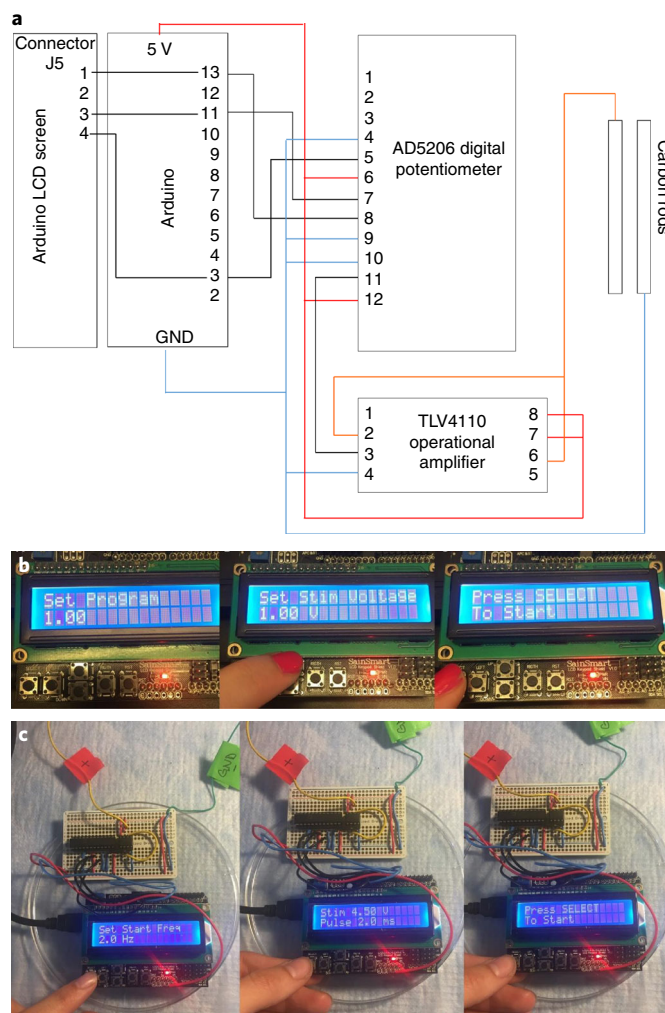 a
Connector
J5
1
2
3
4
Arduino LCD screen
5 V
13
12
11
10
9
8
7
6
5
4
3
2
Arduino
GND
1
2
3
4
5
6
7
8
9
10
11
12
AD5206 digital
potentiometer
Carbon rods
1
2
3
4
TLV4110
operational
amplifier
8
7
6
5
b
Set Program
1.00
SainSmart
Set Stim Voltage
1.00 V
SainSmart
Press SELECT
To Start
SainSmart
c
+
GND
Set Start Freq
2.0 Hz
+
Stim 4.50 V
Pulse 2.0 ms
+
Press SELECT
To Start